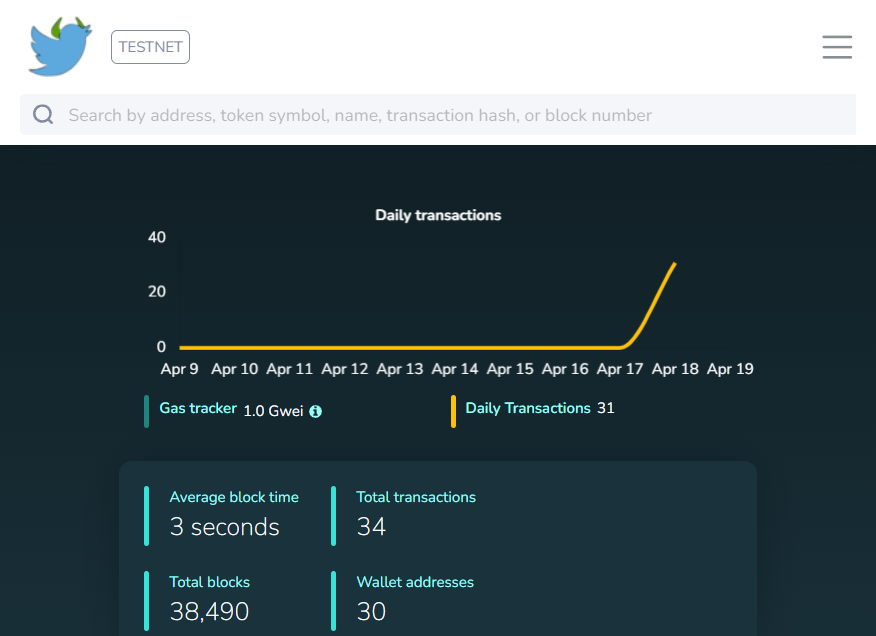 TESTNET
Search by address, token symbol, name, transaction hash, or block number
Daily transactions
40
20
0
Apr 9 Apr 10 Apr 11 Apr 12 Apr 13 Apr 14 Apr 15 Apr 16 Apr 17 Apr 18 Apr 19
Gas tracker 1.0 Gwei Daily Transactions 31
Average block time Total transactions
3 seconds 34
Total blocks Wallet addresses
38,490 30